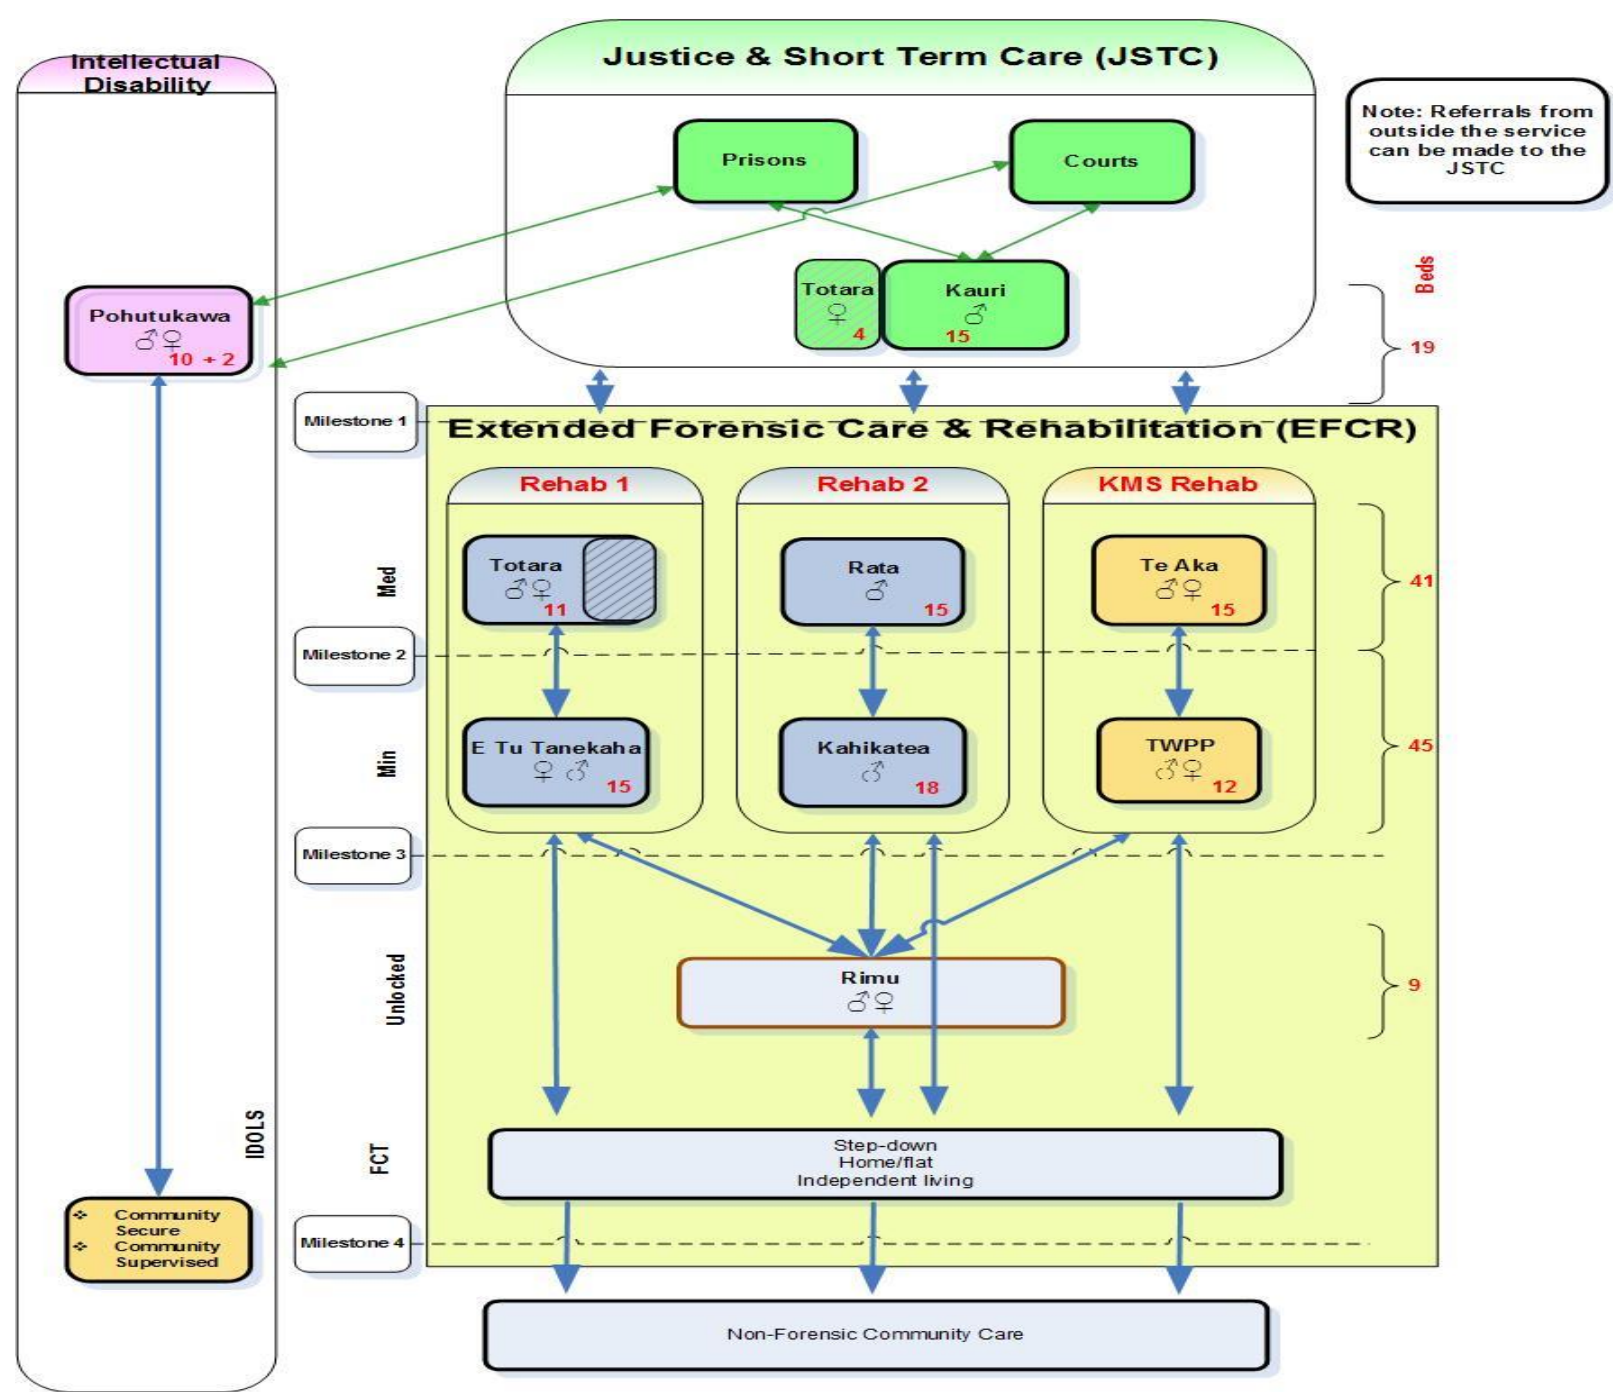 Intellectual
Disability
Justice & Short Term Care (JSTC)
Note: Referrals from
outside the service
can be made to the
JSTC
Prisons
Courts
Beds
Totara
♀
4
Kauri
♂
15
19
Pohutukawa
♂♀
10 + 2
Milestone 1
Extended Forensic Care & Rehabilitation (EFCR)
Rehab 1
Rehab 2
KMS Rehab
Med
Totara
♂♀
11
Rata
♂
15
Te Aka
♂♀
15
41
Milestone 2
Min
E Tu Tanekaha
♀ ♂
15
Kahikatea
♂
18
TWPP
♂♀
12
45
Milestone 3
Unlocked
Rimu
♂♀
9
IDOLS
FCT
Step-down
Home/flat
Independent living
❖ Community
Secure
❖ Community
Supervised
Milestone 4
Non-Forensic Community Care